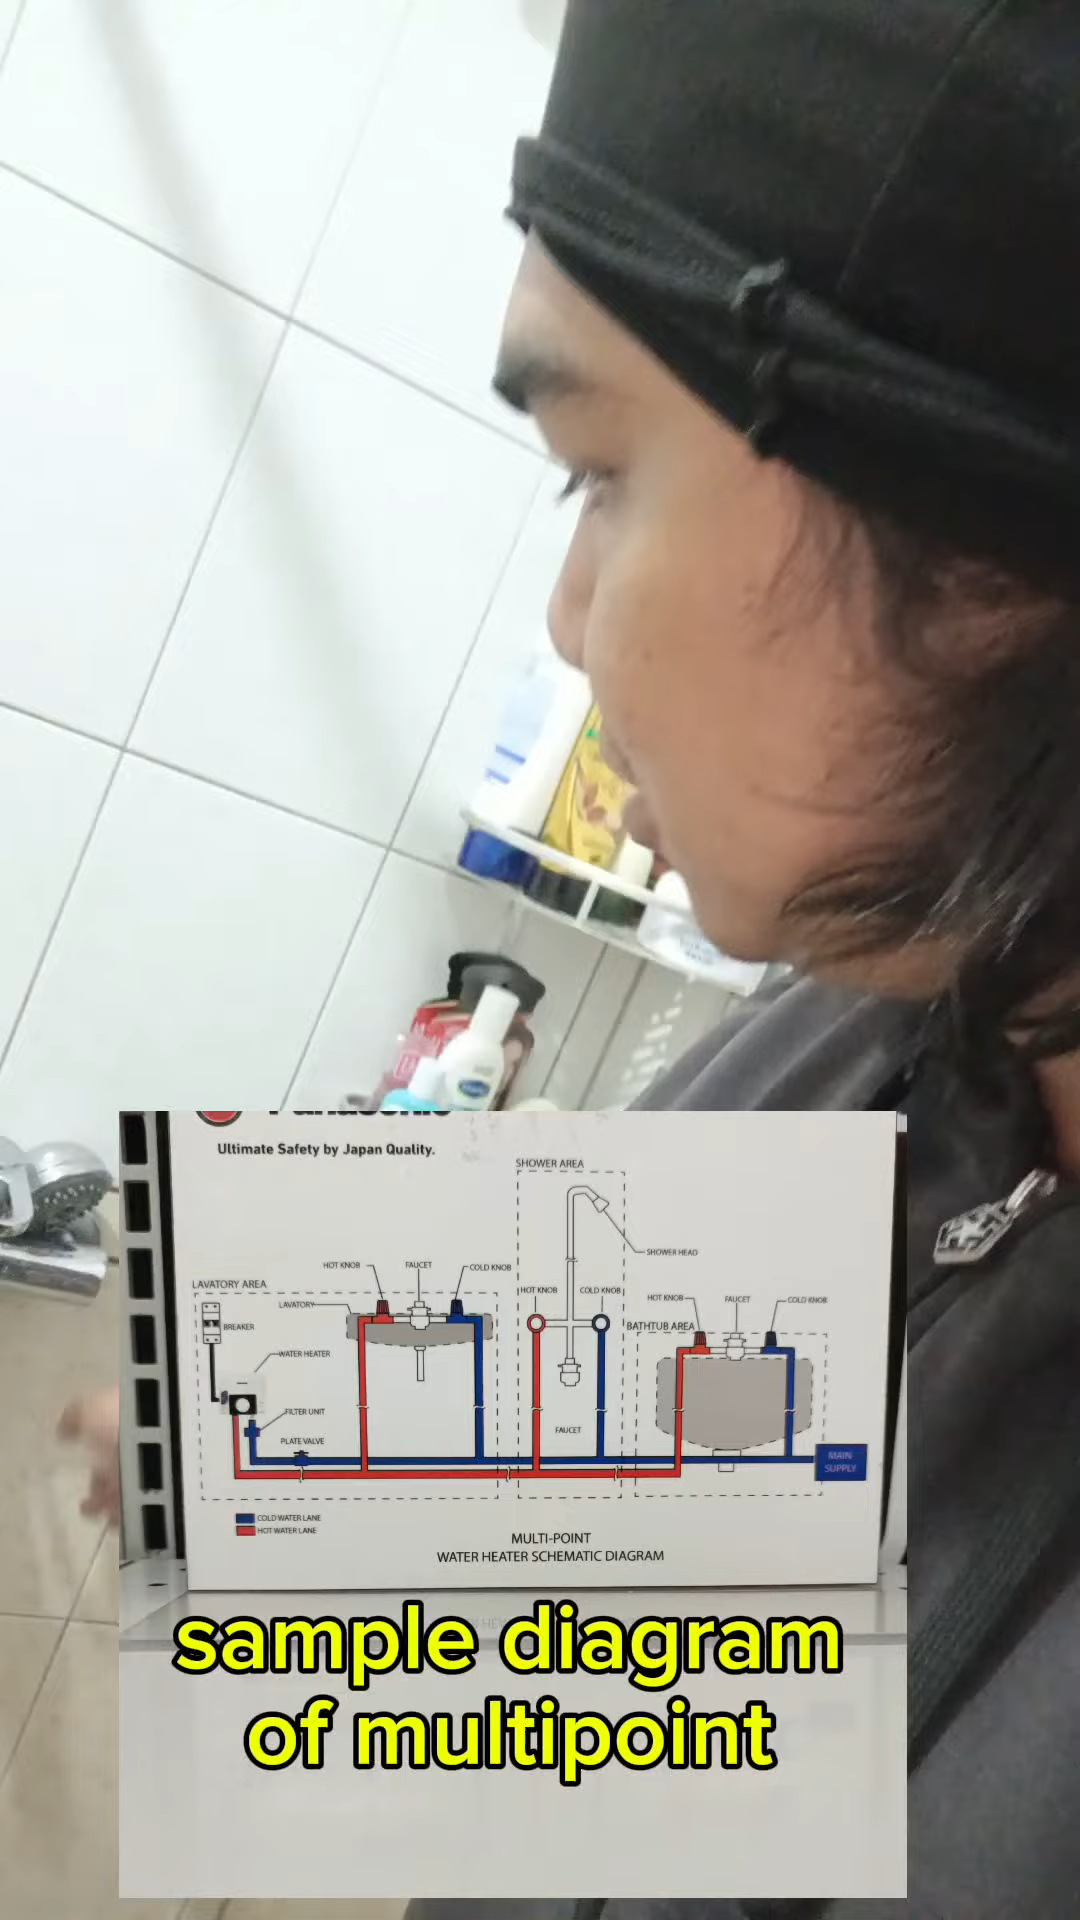 Panasonic
Ultimate Safety by Japan Quality.
SHOWER AREA
SHOWER HEAD
HOT KNOB
FAUCET
COLD KNOB
LAVATORY AREA
LAVATORY
BREAKER
HOT KNOB
COLD KNOB
HOT KNOB
FAUCET
COLD KNOB
BATHTUB AREA
WATER HEATER
FILTER UNIT
FAUCET
PLATE VALVE
MAIN
SUPPLY
COLD WATER LANE
HOT WATER LANE
MULTI-POINT
WATER HEATER SCHEMATIC DIAGRAM
sample diagram
of multipoint